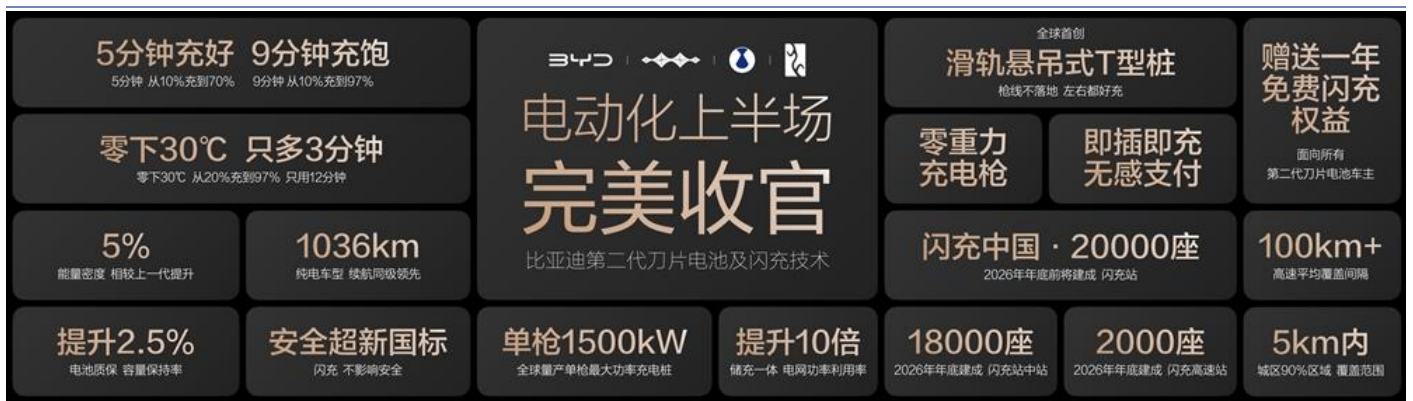 5分钟充好 9分钟充饱
5分钟 从10%充到70% 9分钟 从10%充到97%
零下30℃ 只多3分钟
零下30℃ 从20%充到97% 只用12分钟
5%
能量密度 相较上一代提升
1036km
纯电车型 续航同级领先
提升2.5%
电池质保 容量保持率
安全超新国标
闪充 不影响安全
BYD
电动化上半场
完美收官
比亚迪第二代刀片电池及闪充技术
单枪1500kW
全球量产单枪最大功率充电桩
提升10倍
储充一体 电网功率利用率
全球首创
滑轨悬吊式T型桩
枪线不落地 左右都好充
零重力
充电枪
即插即充
无感支付
闪充中国·20000座
2026年年底前将建成 闪充站
18000座
2026年年底建成 闪充站中站
2000座
2026年年底建成 闪充高速站
赠送一年
免费闪充
权益
面向所有
第二代刀片电池车主
100km+
高速平均覆盖间隔
5km内
城区90%区域 覆盖范围